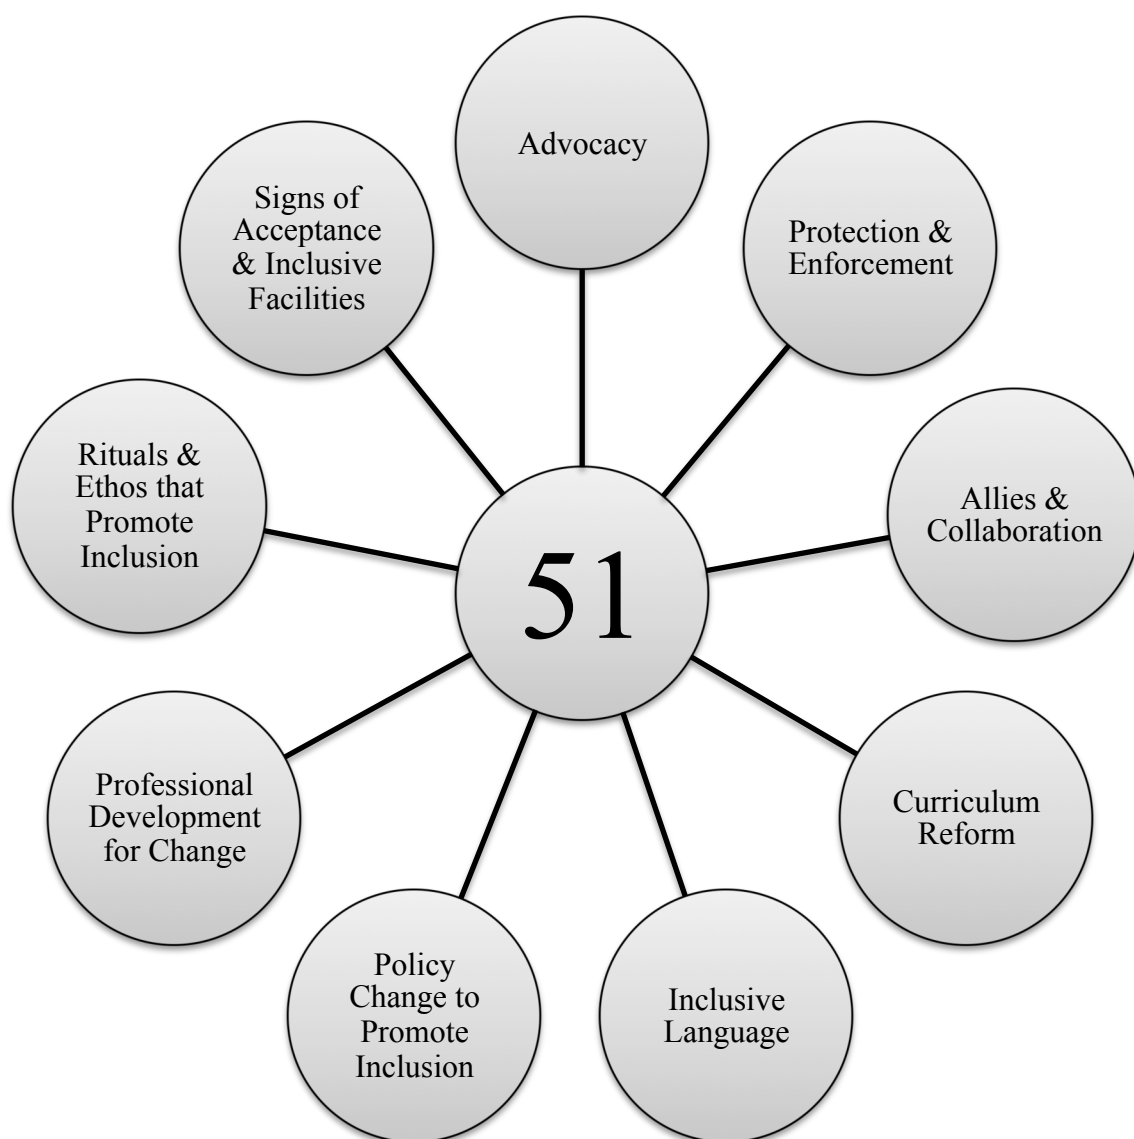 Advocacy
Protection &
Enforcement
Allies &
Collaboration
Curriculum
Reform
Inclusive
Language
Policy
Change to
Promote
Inclusion
Professional
Development
for Change
Rituals &
Ethos that
Promote
Inclusion
Signs of
Acceptance
& Inclusive
Facilities
51